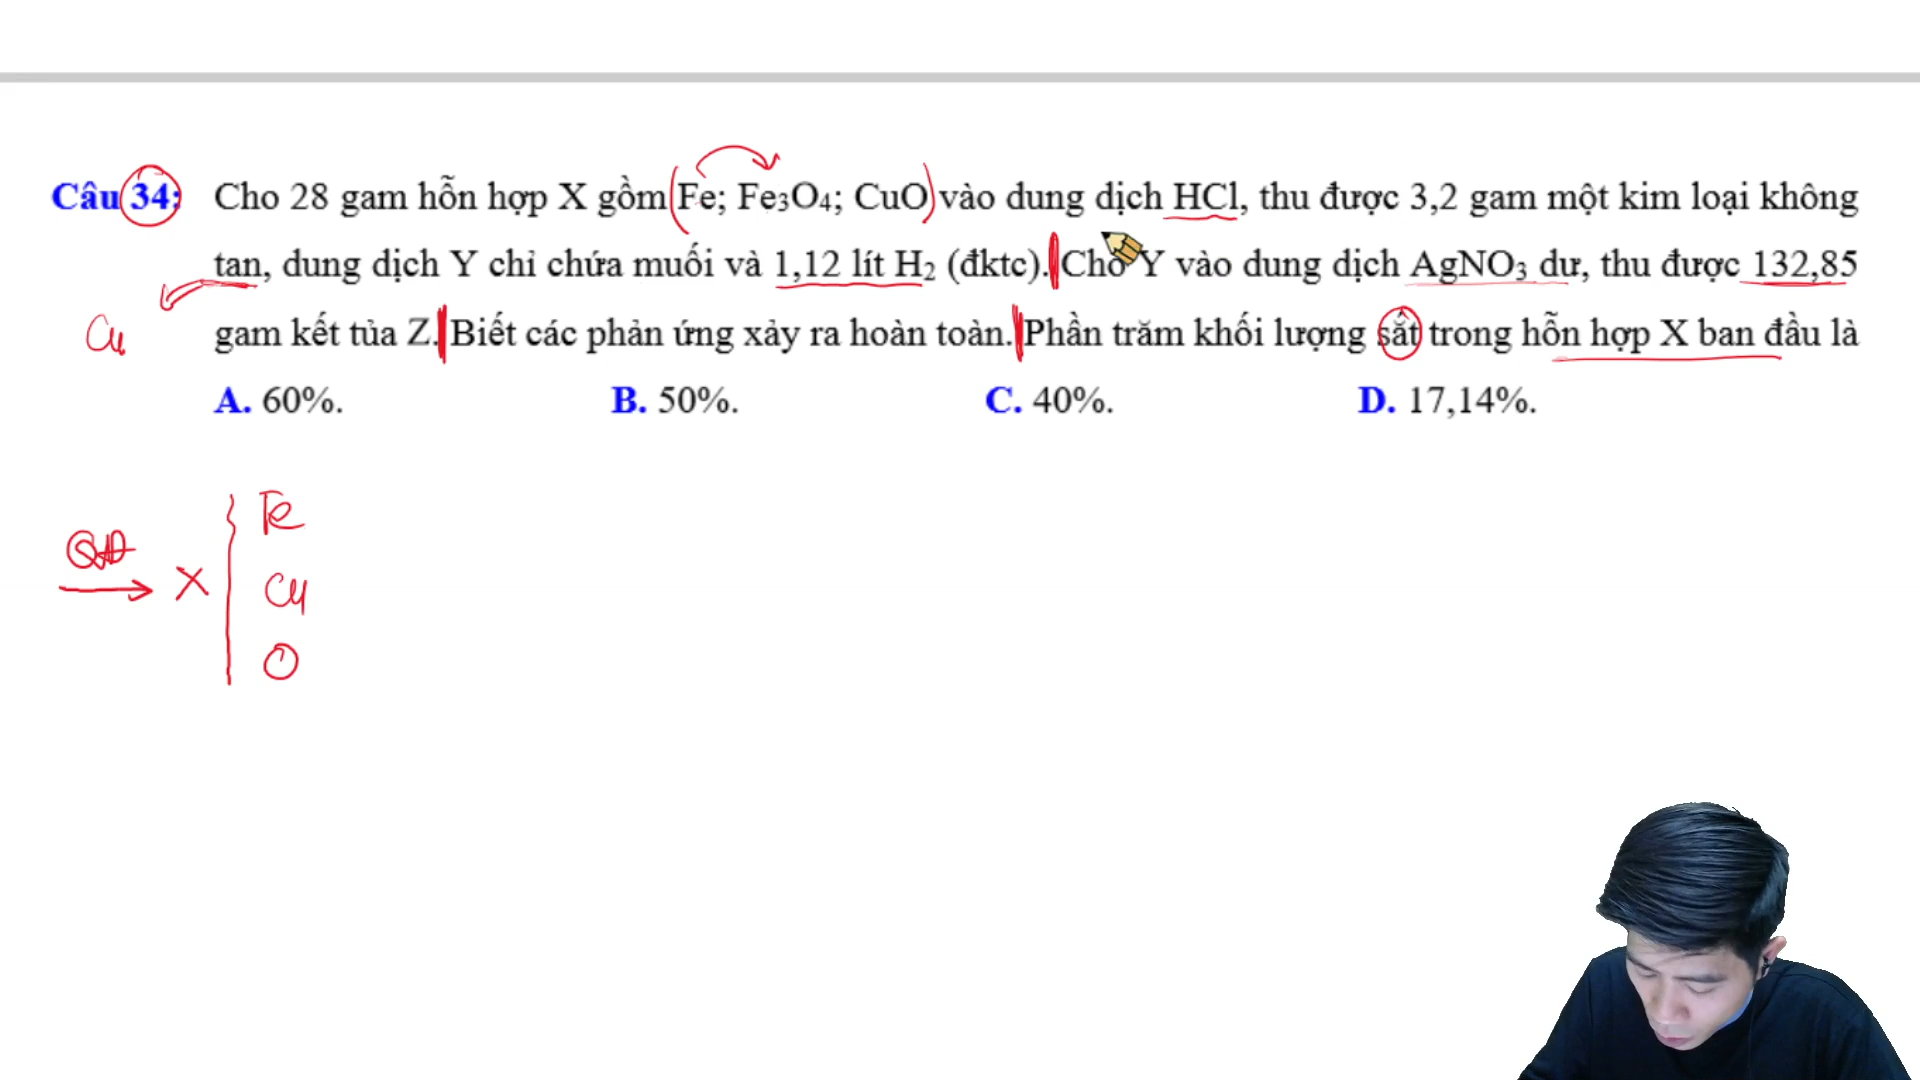 Câu 34: Cho 28 gam hỗn hợp X gồm (Fe; Fe₃O₄; CuO) vào dung dịch HCl, thu được 3,2 gam một kim loại không
tan, dung dịch Y chỉ chứa muối và 1,12 lít H₂ (đktc). Cho Y vào dung dịch AgNO₃ dư, thu được 132,85
Cu
gam kết tủa Z. Biết các phản ứng xảy ra hoàn toàn. Phần trăm khối lượng sắt trong hỗn hợp X ban đầu là
A. 60%. B. 50%. C. 40%. D. 17,14%.
Fe
QĐ
X
Cu
O